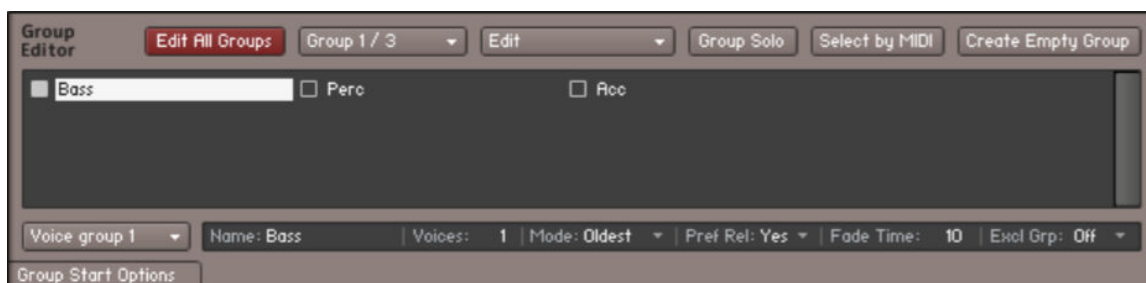 Group Editor Edit All Groups Group 1 / 3 Edit Group Solo Select by MIDI Create Empty Group
Bass Perc Acc
Voice group 1 Name: Bass | Voices: 1 | Mode: Oldest | Pref Rel: Yes | Fade Time: 10 | Excl Grp: Off
Group Start Options